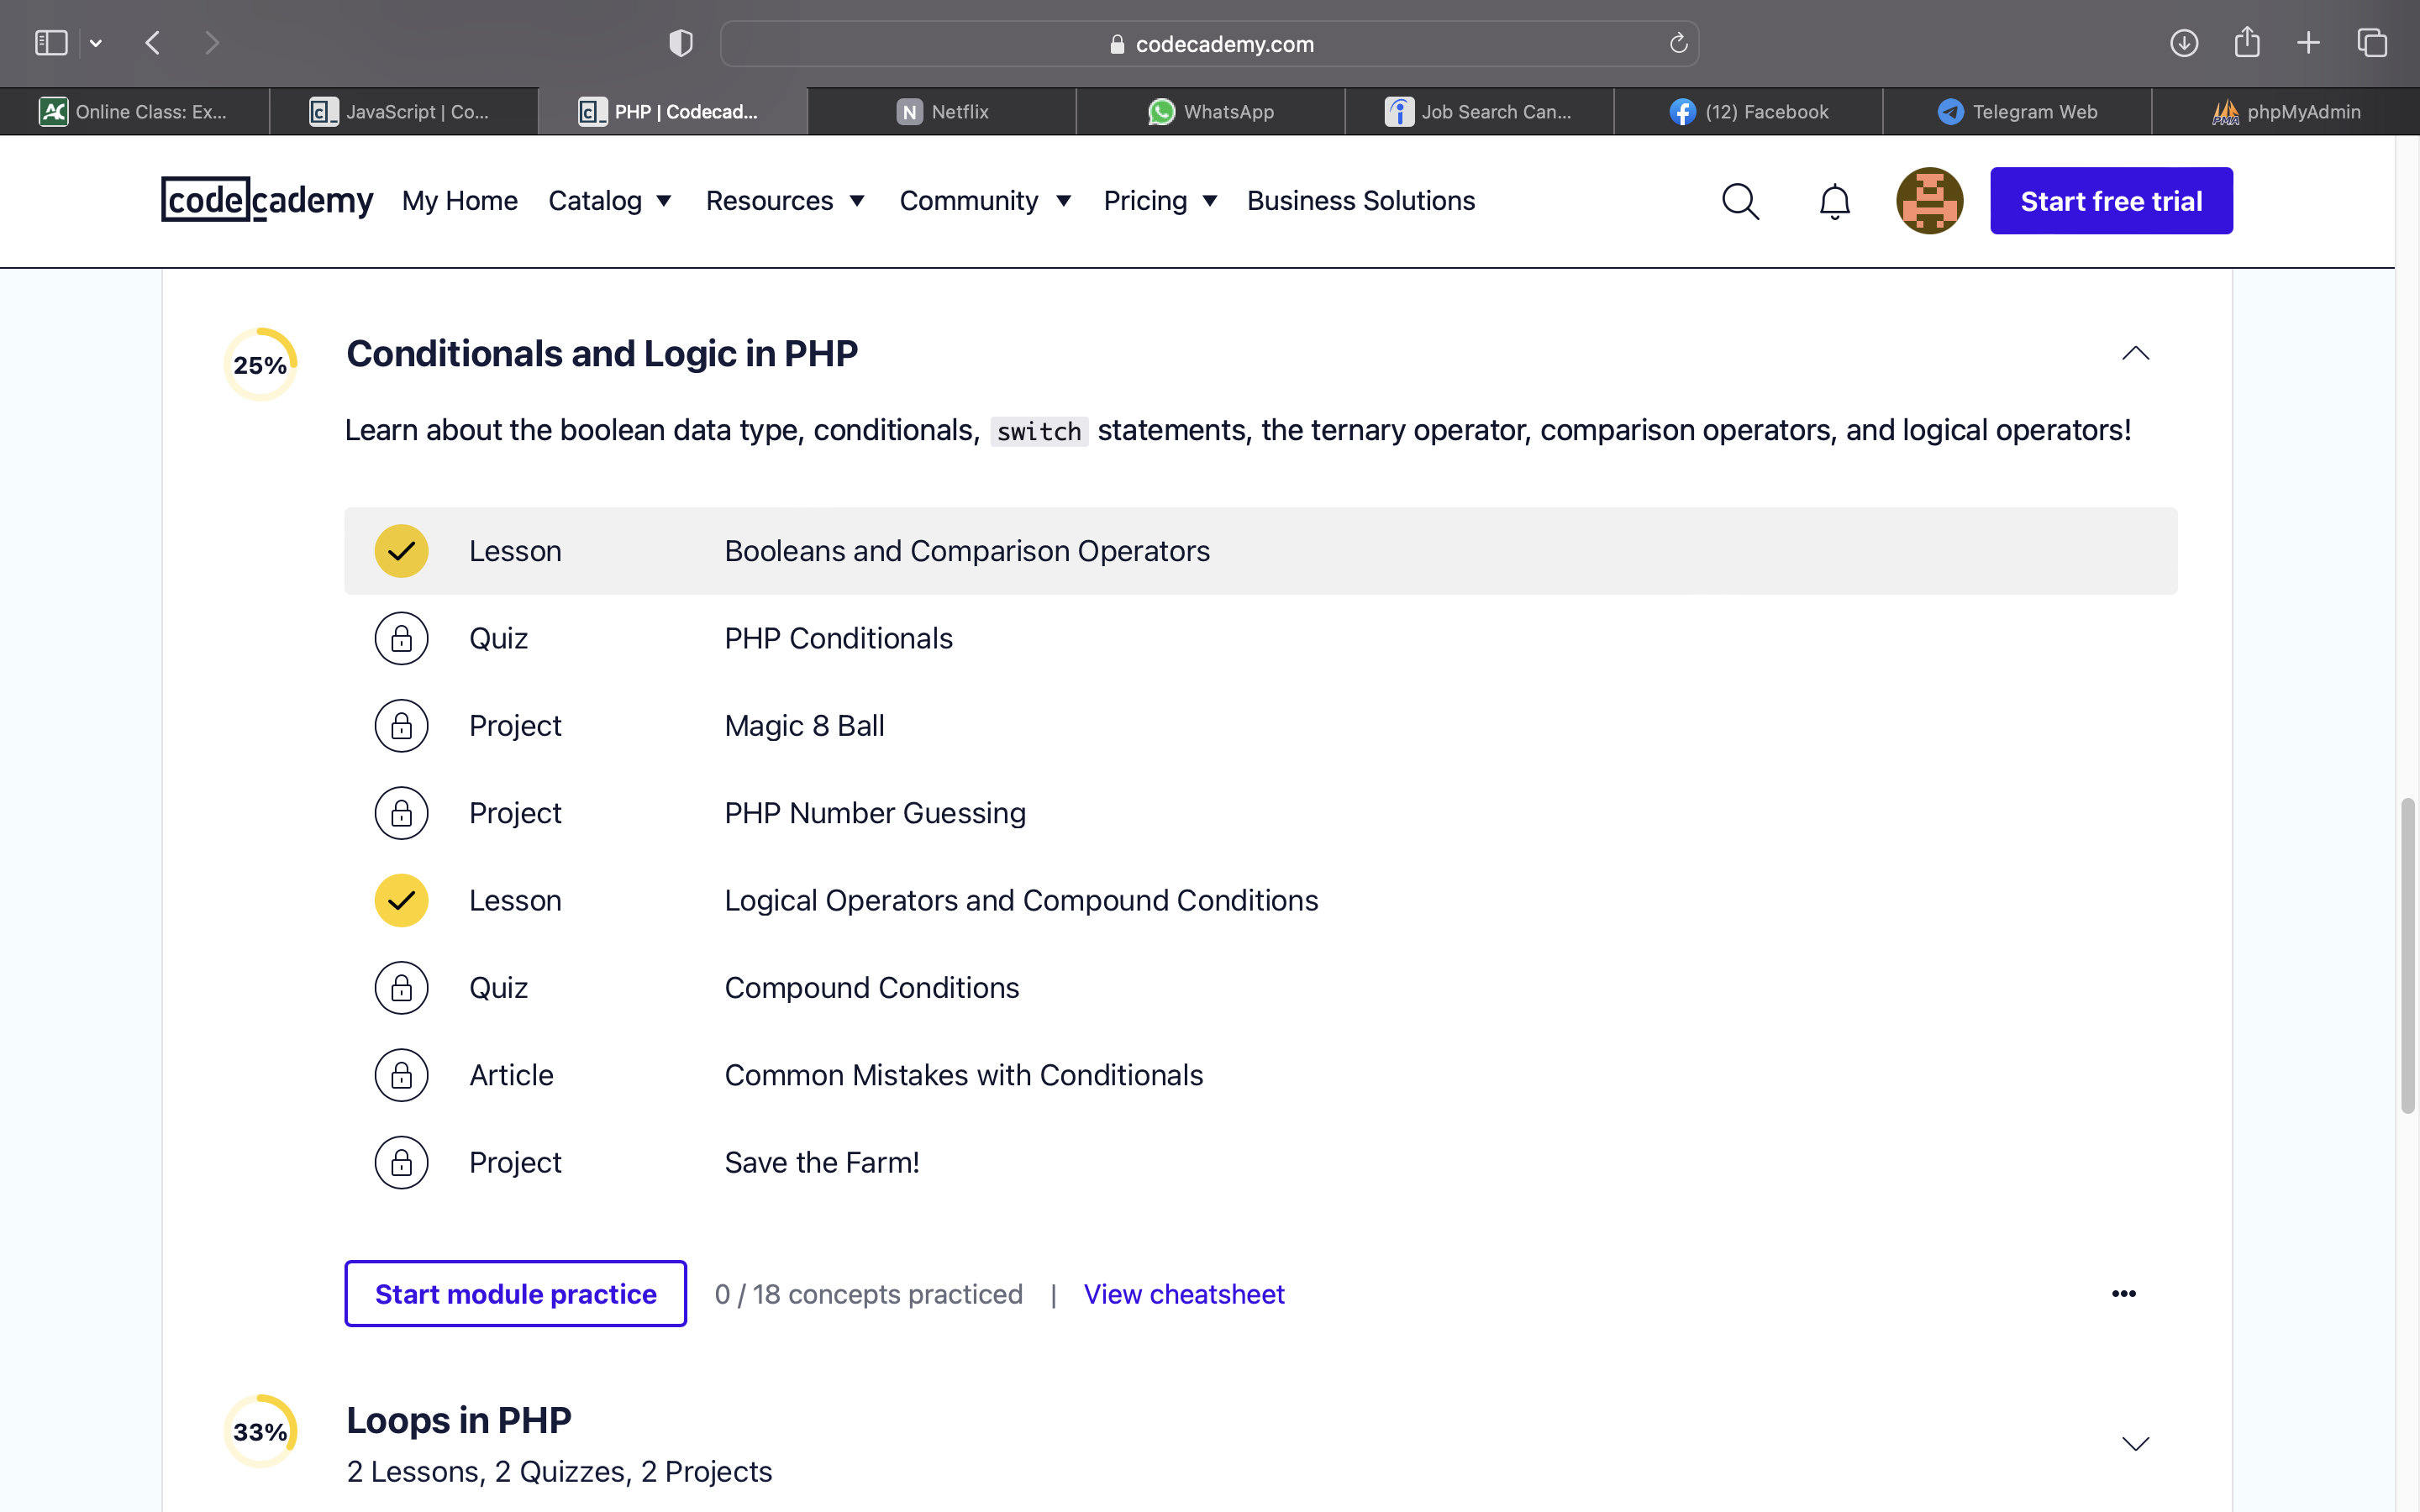 codecademy.com
Online Class: Ex...
JavaScript | Co...
PHP | Codecad...
Netflix
WhatsApp
Job Search Can...
(12) Facebook
Telegram Web
phpMyAdmin
codecademy My Home Catalog Resources Community Pricing Business Solutions Start free trial
25% Conditionals and Logic in PHP
Learn about the boolean data type, conditionals, switch statements, the ternary operator, comparison operators, and logical operators!
Lesson Booleans and Comparison Operators
Quiz PHP Conditionals
Project Magic 8 Ball
Project PHP Number Guessing
Lesson Logical Operators and Compound Conditions
Quiz Compound Conditions
Article Common Mistakes with Conditionals
Project Save the Farm!
Start module practice 0 / 18 concepts practiced | View cheatsheet
33% Loops in PHP
2 Lessons, 2 Quizzes, 2 Projects